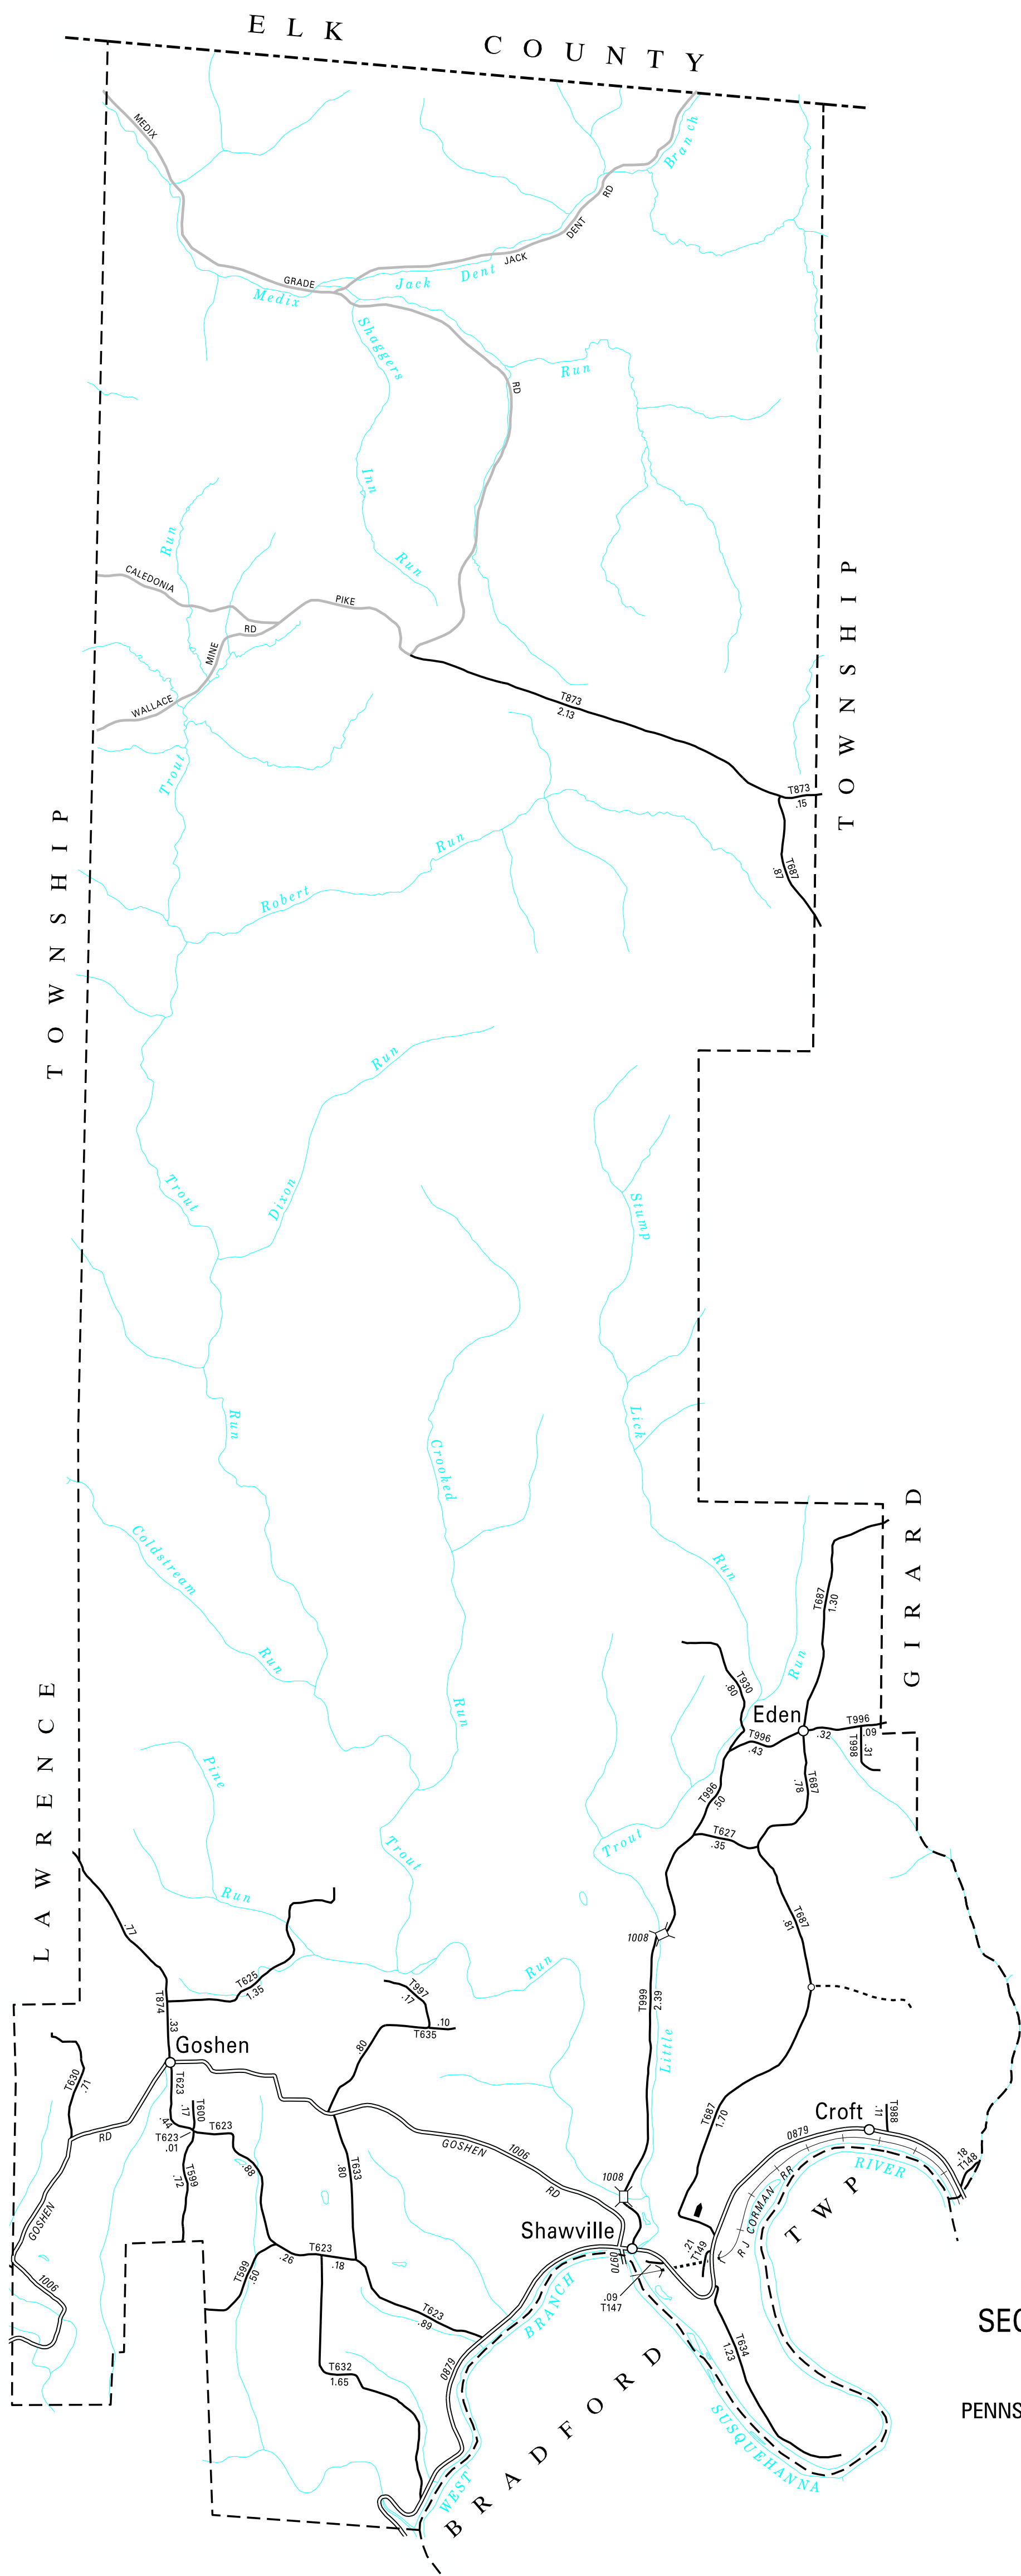 ELK COUNTY
MEDIX
Branch
RD
DENT
JACK
GRADE
Medix
Jack Dent
Shaggers
Run
RD
Inn
Run
Run
CALEDONIA
PIKE
RD
MINE
WALLACE
T873
2.13
TOWNSHIP
Trout
T873
.15
T687
.87
Run
Robert
TOWNSHIP
Run
Trout
Dixon
Stump
Run
Lick
Crooked
Coldstream
Run
Run
GIRARD
T687
1.30
Run
Run
T930
.80
Eden
T996
.43
.32
T996
.09
T998
.31
LAWRENCE
Pine
T687
.78
T996
.50
Trout
T627
.35
Trout
Run
T687
.81
.77
1008
Run
T625
1.35
T997
.17
T999
2.39
T874
.33
.10
T635
Goshen
.80
Little
T630
.71
T623
.17
T600
.44
T623
T623
.01
RD
T599
.72
.88
T633
.80
GOSHEN
1006
RD
T687
1.70
Croft
.11
T988
0879
.18
T148
RIVER
RR
CORMAN
R J
TWP
1008
GOSHEN
Shawville
.21
T149
0970
T623
.26
.18
1006
T599
.50
.09
T147
BRANCH
T623
.89
0879
T634
1.23
T632
1.65
BRADFORD
SUSQUEHANNA
WEST
SEC
PENNS